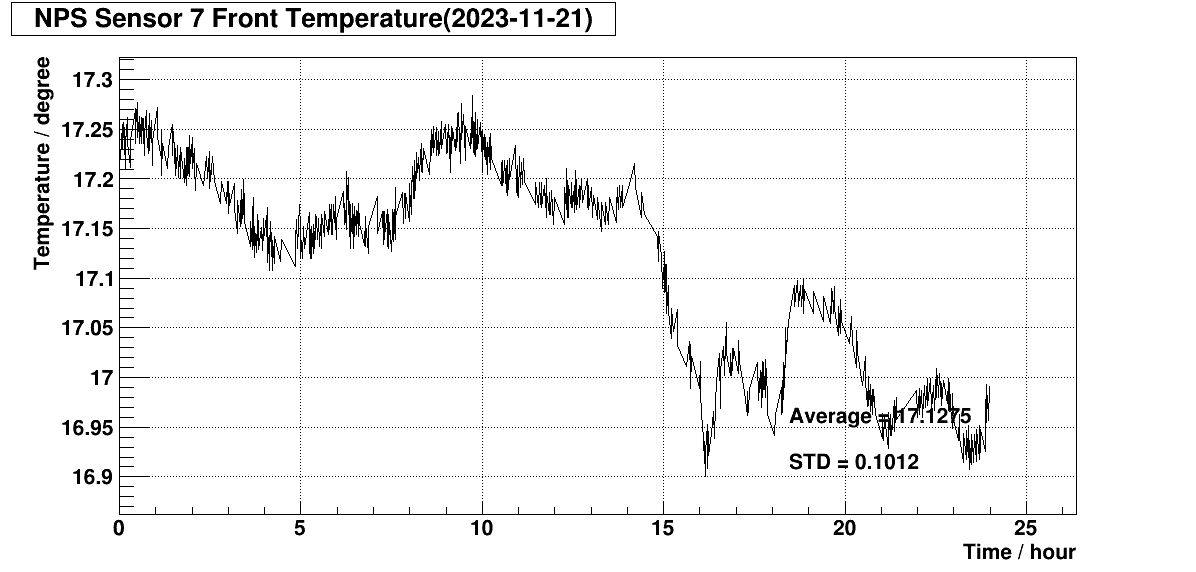 NPS Sensor 7 Front Temperature(2023-11-21)
Temperature / degree
17.3
17.25
17.2
17.15
17.1
17.05
17
16.95
16.9
Average = 17.1275
STD = 0.1012
0 5 10 15 20 25
Time / hour